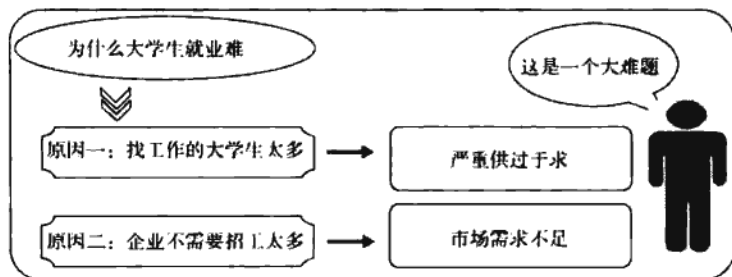 为什么大学生就业难
这是一个大难题
原因一：找工作的大学生太多
严重供过于求
原因二：企业不需要招工太多
市场需求不足